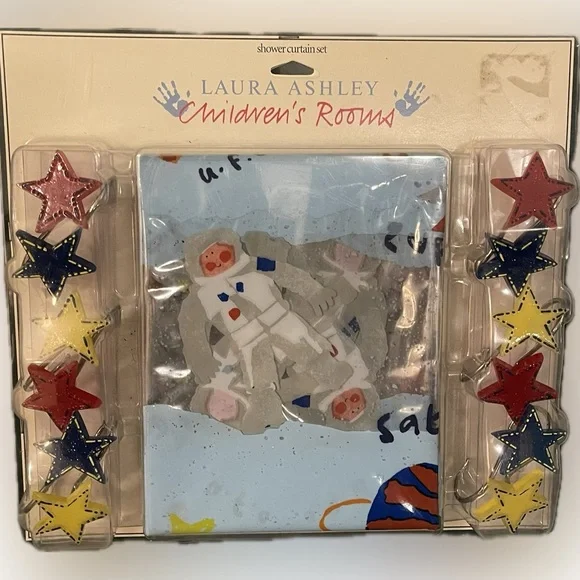 shower curtain set
LAURA ASHLEY
Children's Rooms
u.f.
sat